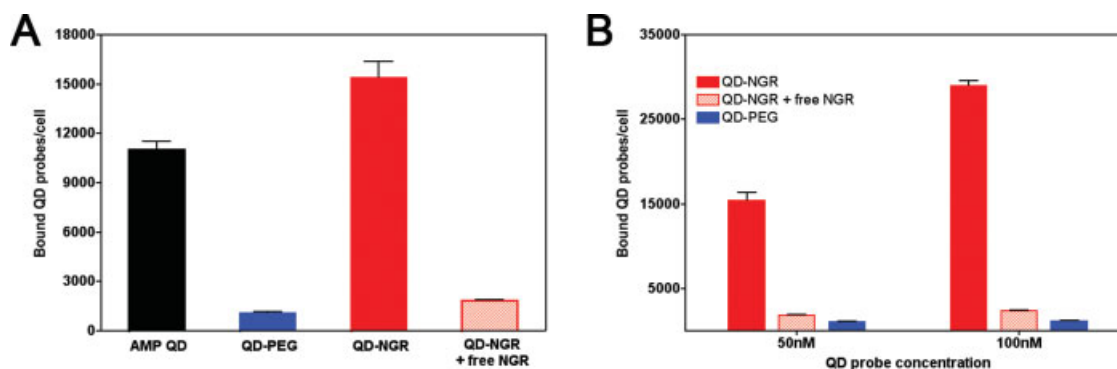 A
Bound QD probes/cell
18000
15000
12000
9000
6000
3000
0
AMP QD
QD-PEG
QD-NGR
QD-NGR
+ free NGR
B
Bound QD probes/cell
35000
25000
15000
5000
QD-NGR
QD-NGR + free NGR
QD-PEG
50nM
100nM
QD probe concentration